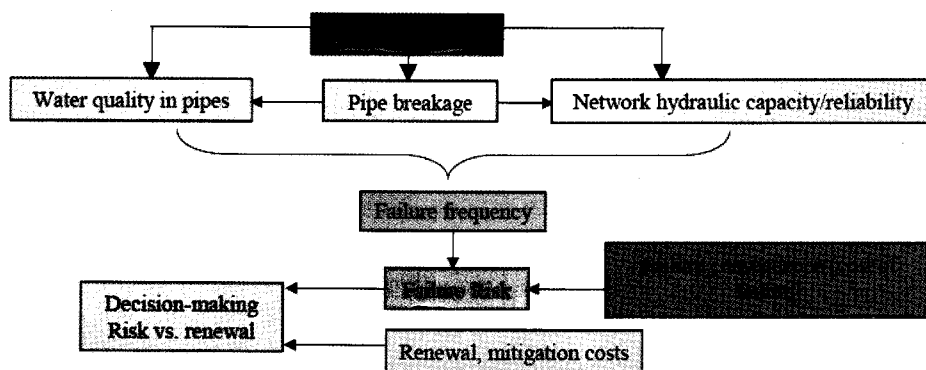 Water quality in pipes
Pipe breakage
Network hydraulic capacity/reliability
Failure frequency
Failure Risk
Decision-making
Risk vs. renewal
Renewal, mitigation costs